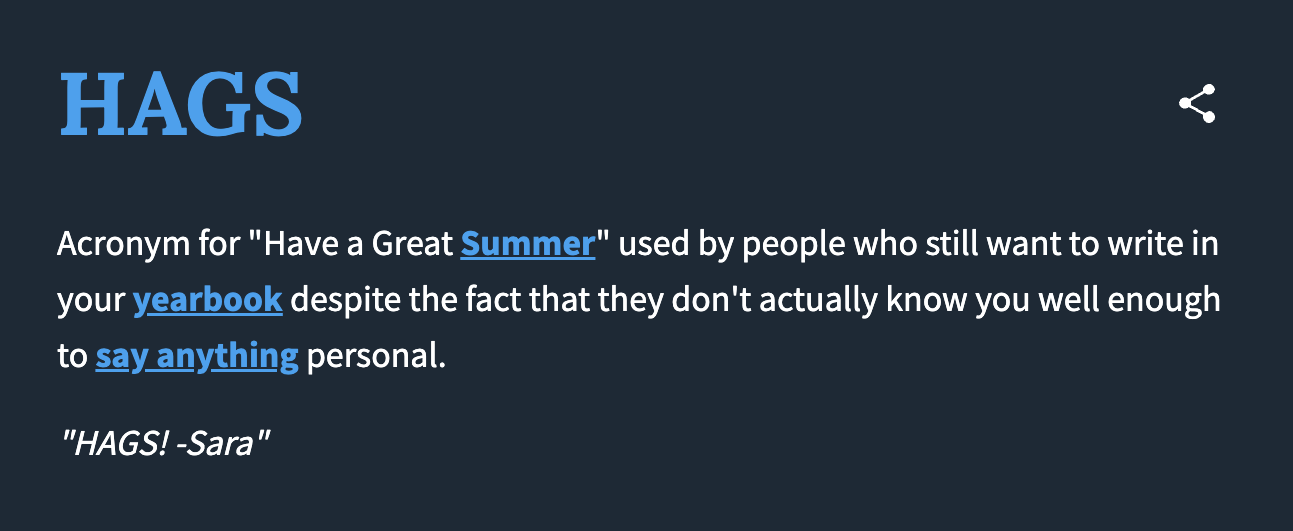 HAGS
Acronym for "Have a Great Summer" used by people who still want to write in
your yearbook despite the fact that they don't actually know you well enough
to say anything personal.
"HAGS! -Sara"